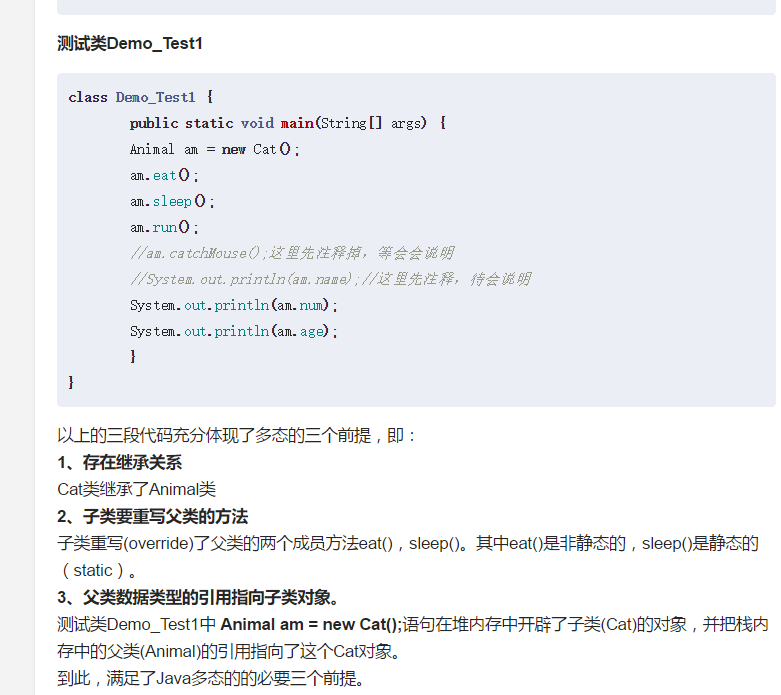 测试类Demo_Test1
class Demo_Test1 {
public static void main(String[] args) {
Animal am = new Cat();
am.eat();
am.sleep();
am.run();
//am.catchMouse();这里先注释掉，等会会说明
//System.out.println(am.name);//这里先注释，待会说明
System.out.println(am.num);
System.out.println(am.age);
}
}
以上的三段代码充分体现了多态的三个前提，即：
1、存在继承关系
Cat类继承了Animal类
2、子类要重写父类的方法
子类重写(override)了父类的两个成员方法eat()，sleep()。其中eat()是非静态的，sleep()是静态的
（static）。
3、父类数据类型的引用指向子类对象。
测试类Demo_Test1中 Animal am = new Cat();语句在堆内存中开辟了子类(Cat)的对象，并把栈内
存中的父类(Animal)的引用指向了这个Cat对象。
到此，满足了Java多态的的必要三个前提。